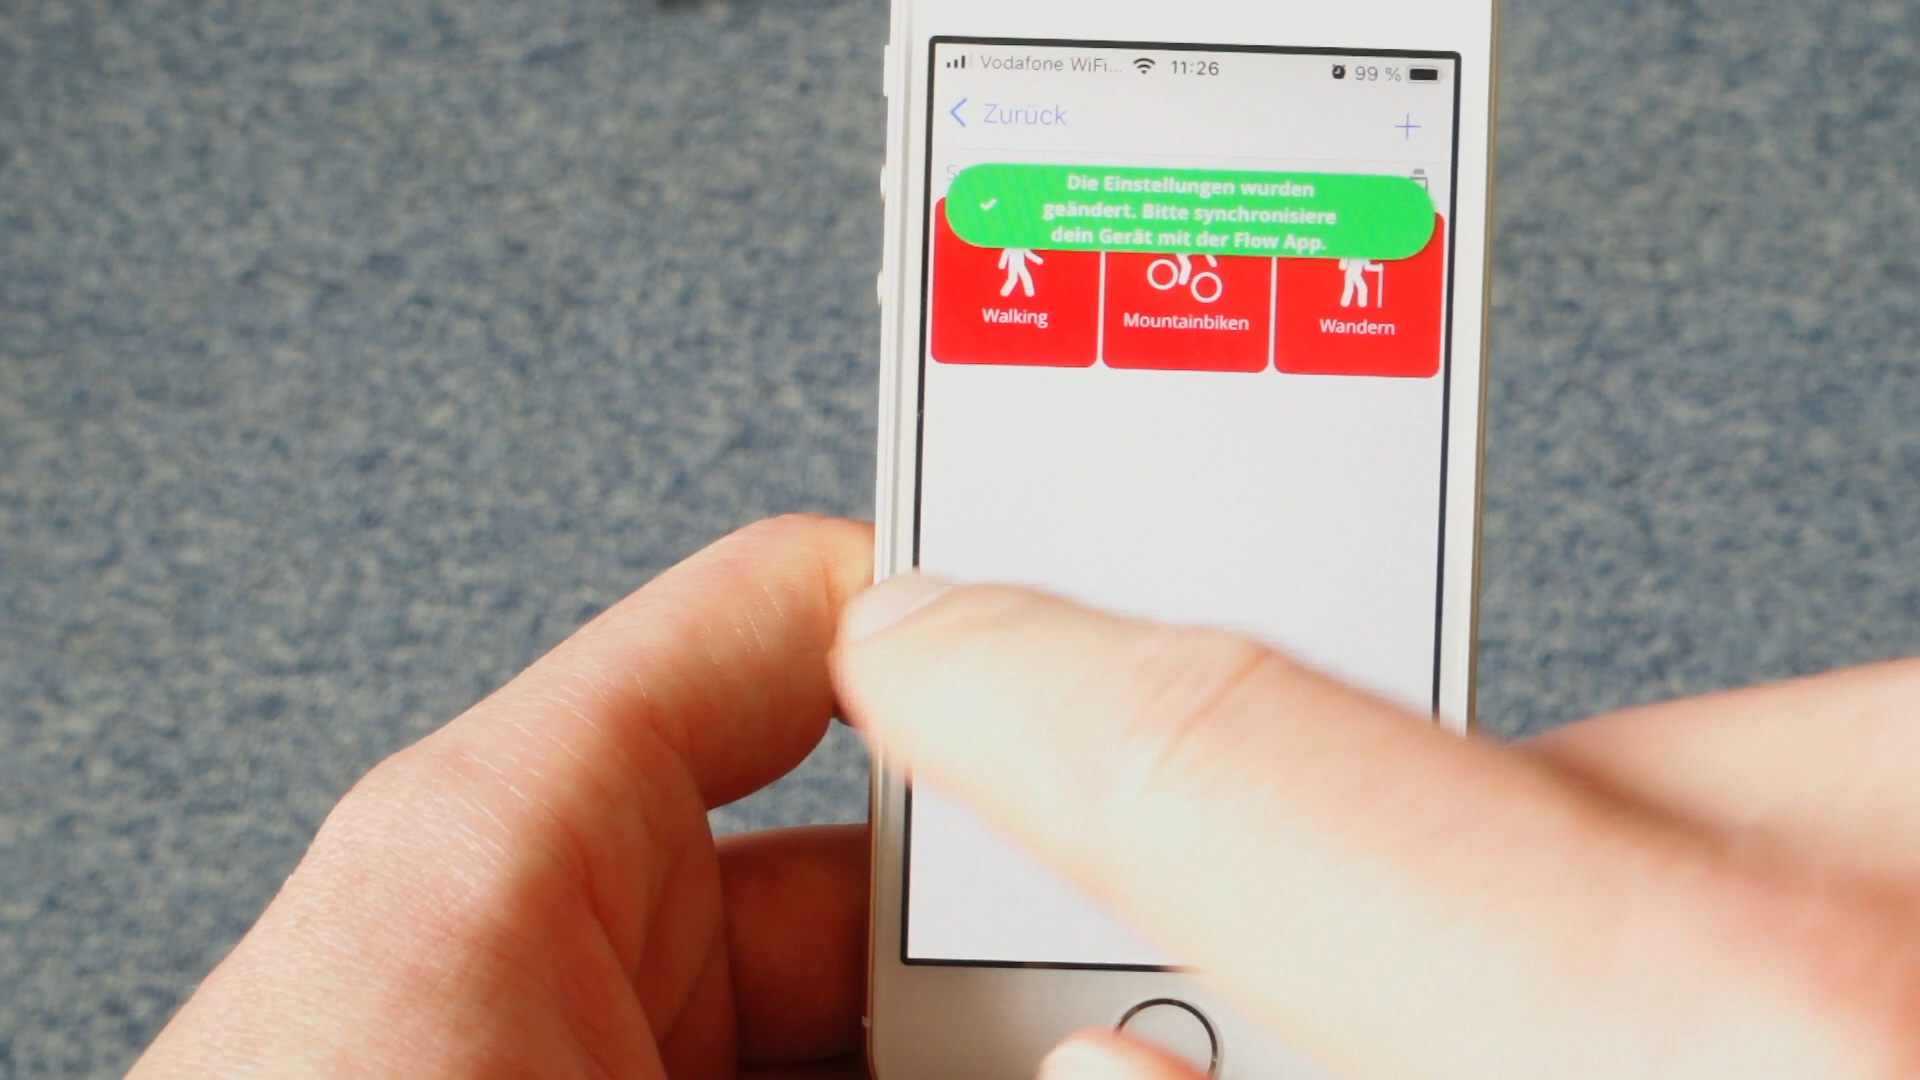 Vodafone WiFi... 11:26 99 %
Zurück
Die Einstellungen wurden
geändert. Bitte synchronisiere
dein Gerät mit der Flow App.
Walking Mountainbiken Wandern